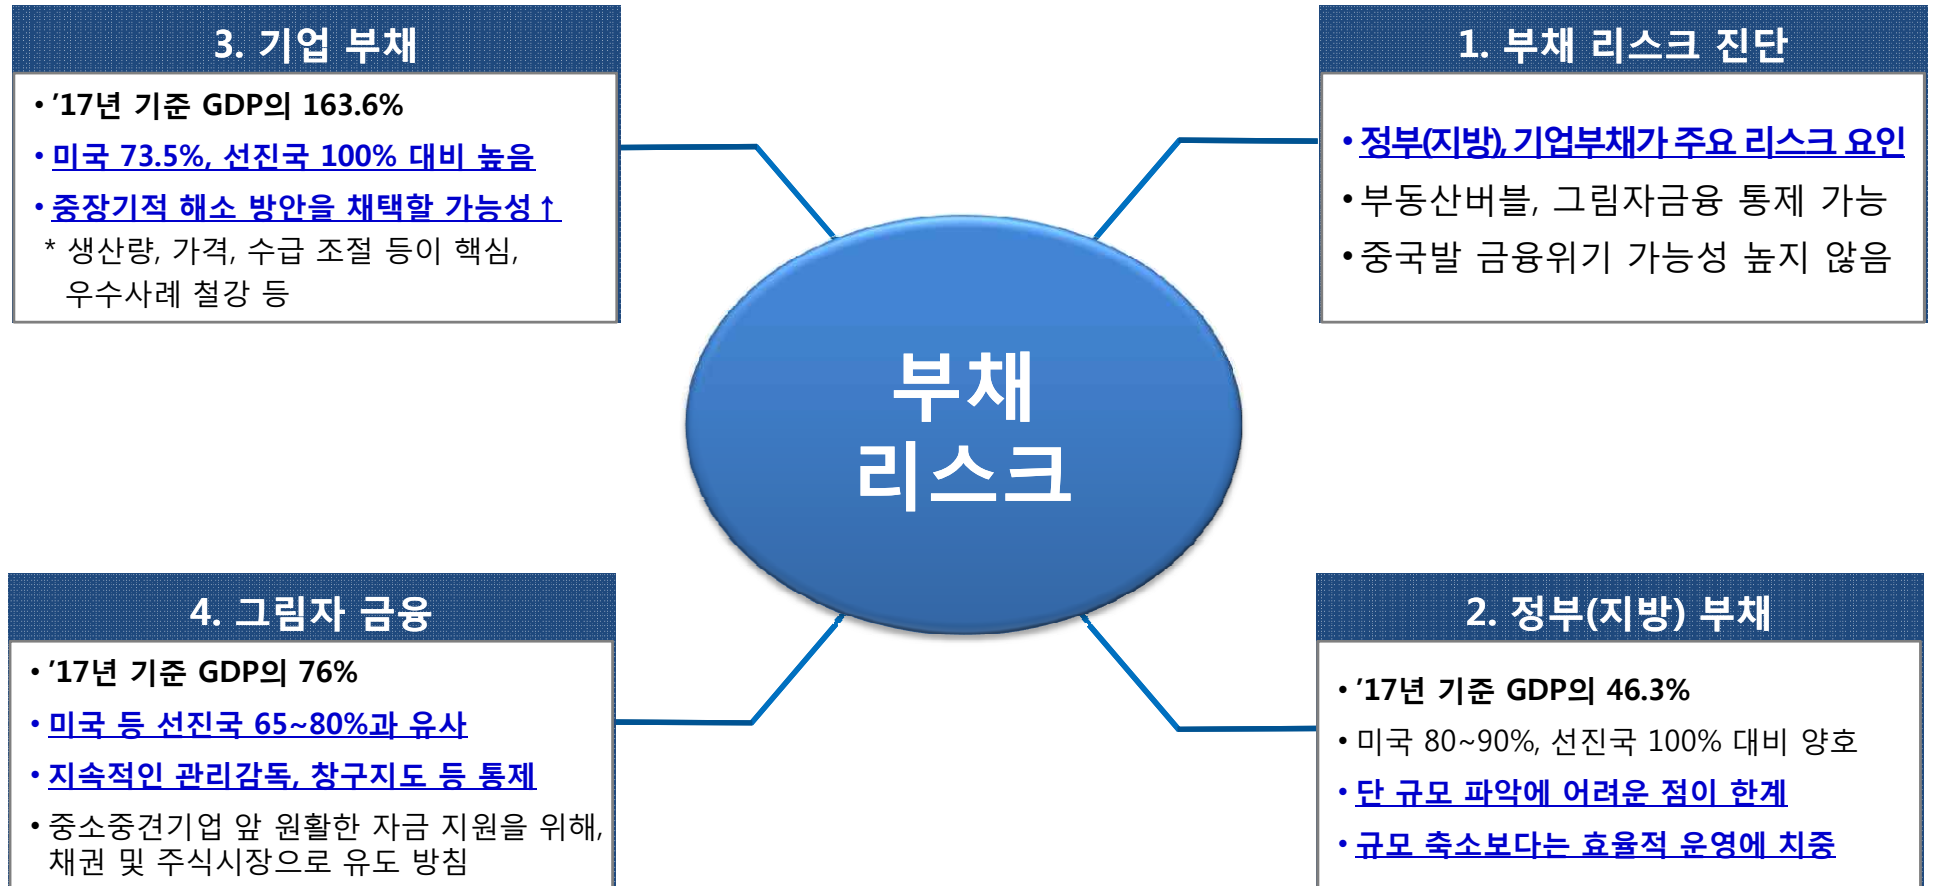 3. 기업 부채
• '17년 기준 GDP의 163.6%
• 미국 73.5%, 선진국 100% 대비 높음
• 중장기적 해소 방안을 채택할 가능성↑
* 생산량, 가격, 수급 조절 등이 핵심,
우수사례 철강 등
1. 부채 리스크 진단
• 정부(지방), 기업부채가 주요 리스크 요인
• 부동산버블, 그림자금융 통제 가능
• 중국발 금융위기 가능성 높지 않음
부채
리스크
4. 그림자 금융
• '17년 기준 GDP의 76%
• 미국 등 선진국 65~80%과 유사
• 지속적인 관리감독, 창구지도 등 통제
• 중소중견기업 앞 원활한 자금 지원을 위해,
채권 및 주식시장으로 유도 방침
2. 정부(지방) 부채
• '17년 기준 GDP의 46.3%
• 미국 80~90%, 선진국 100% 대비 양호
• 단 규모 파악에 어려운 점이 한계
• 규모 축소보다는 효율적 운영에 치중